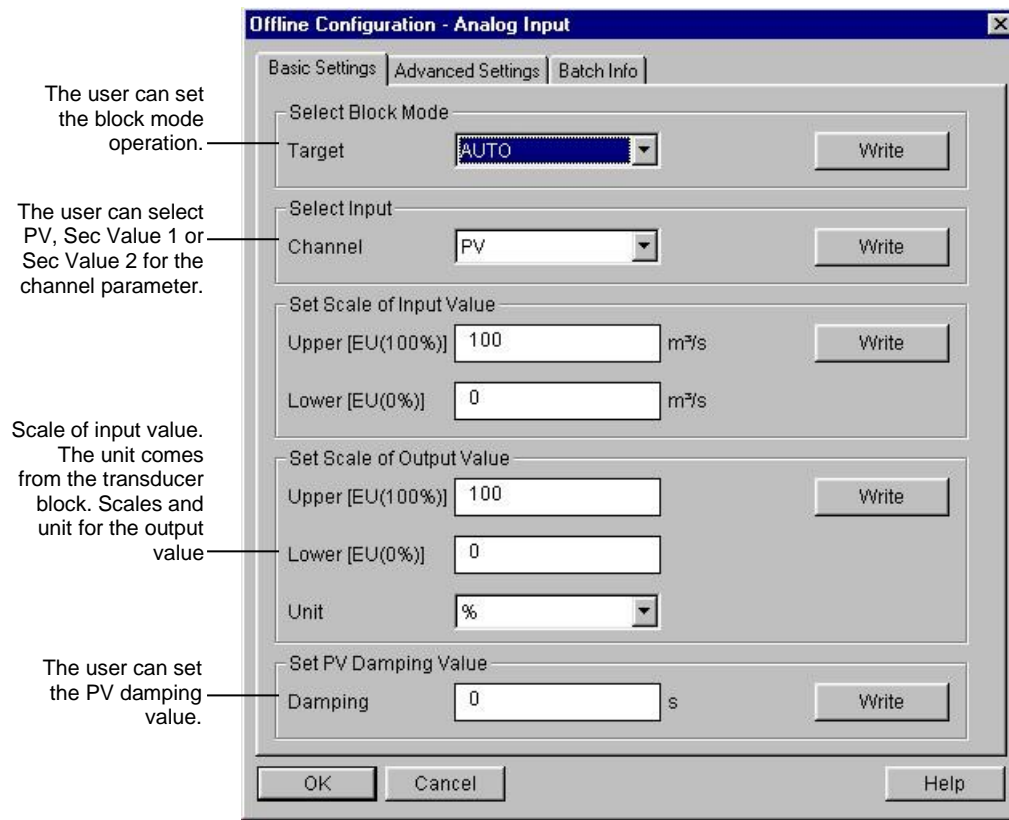 Offline Configuration - Analog Input
Basic Settings
Advanced Settings
Batch Info
The user can set
the block mode
operation.
Select Block Mode
Target
AUTO
Write
The user can select
PV, Sec Value 1 or
Sec Value 2 for the
channel parameter.
Select Input
Channel
PV
Write
Set Scale of Input Value
Upper [EU(100%)]
100
m³/s
Write
Lower [EU(0%)]
0
m³/s
Scale of input value.
The unit comes
from the transducer
block. Scales and
unit for the output
value
Set Scale of Output Value
Upper [EU(100%)]
100
Write
Lower [EU(0%)]
0
Unit
%
The user can set
the PV damping
value.
Set PV Damping Value
Damping
0
s
Write
OK
Cancel
Help